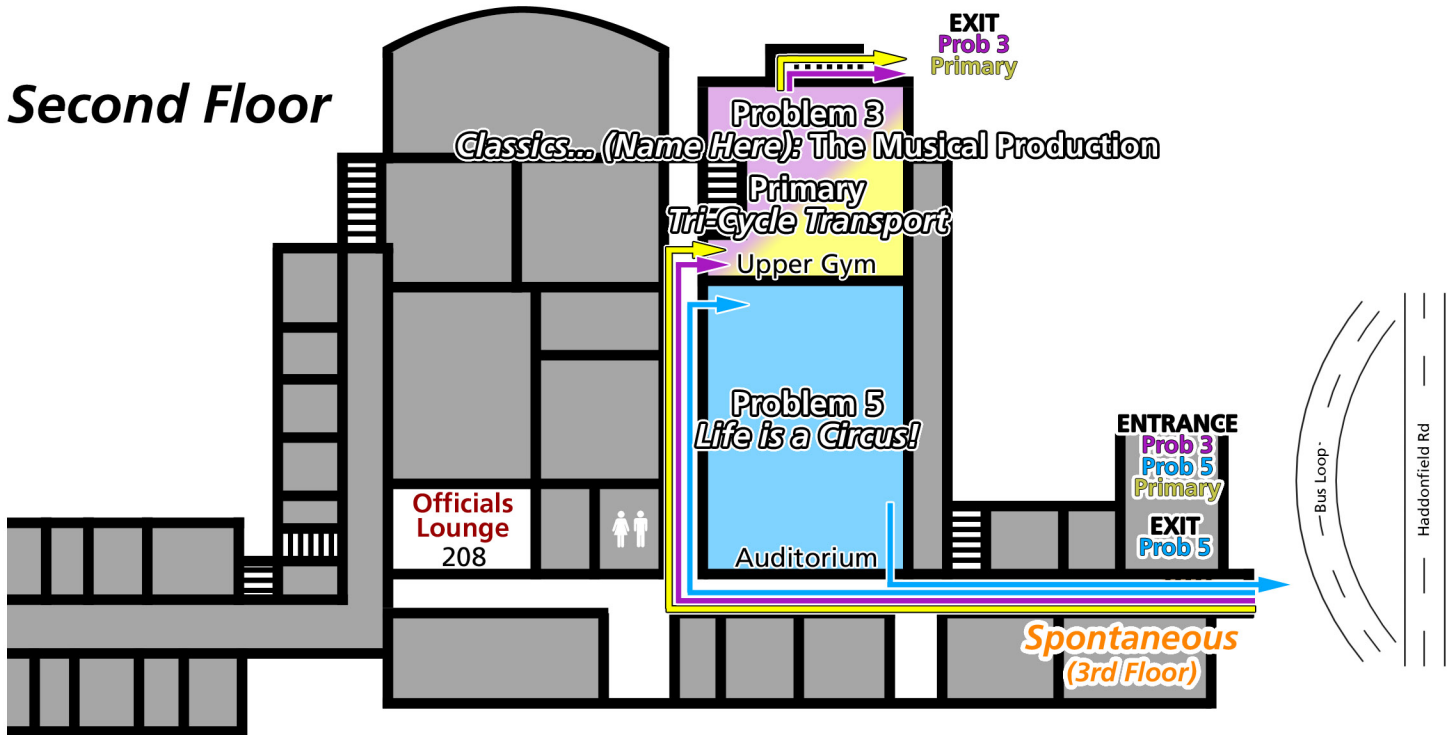 Second Floor
EXIT
Prob 3
Primary
Problem 3
Classics... (Name Here): The Musical Production
Primary
Tri-Cycle Transport
Upper Gym
Problem 5
Life is a Circus!
Auditorium
Officials
Lounge
208
ENTRANCE
Prob 3
Prob 5
Primary
EXIT
Prob 5
Spontaneous
(3rd Floor)
Bus Loop
Haddonfield Rd